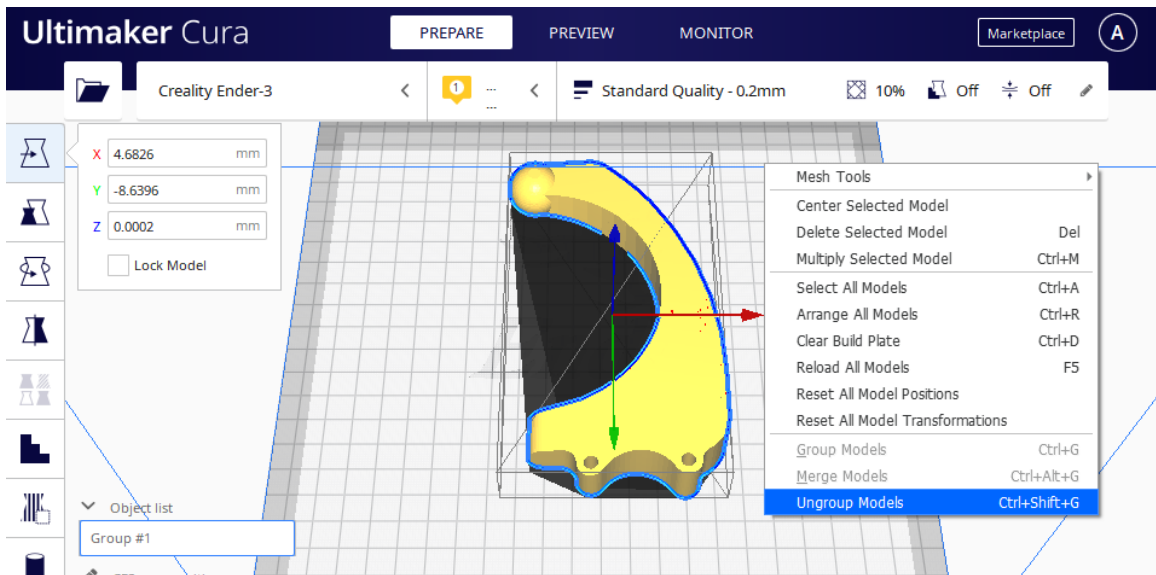 Ultimaker Cura
PREPARE
PREVIEW
MONITOR
Marketplace
A
Creality Ender-3
1
...
...
Standard Quality - 0.2mm
10%
Off
Off
X 4.6826 mm
Y -8.6396 mm
Z 0.0002 mm
Lock Model
Mesh Tools
Center Selected Model
Delete Selected Model Del
Multiply Selected Model Ctrl+M
Select All Models Ctrl+A
Arrange All Models Ctrl+R
Clear Build Plate Ctrl+D
Reload All Models F5
Reset All Model Positions
Reset All Model Transformations
Group Models Ctrl+G
Merge Models Ctrl+Alt+G
Ungroup Models Ctrl+Shift+G
Object list
Group #1